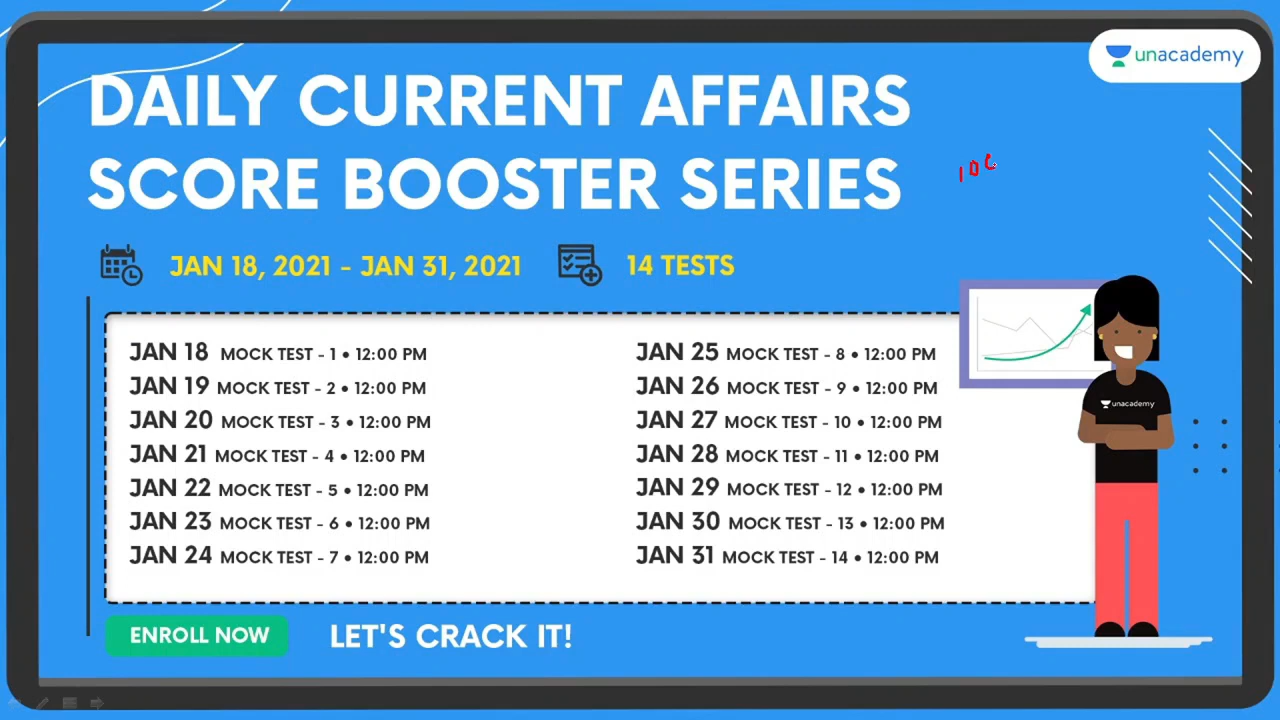 unacademy
DAILY CURRENT AFFAIRS
SCORE BOOSTER SERIES
JAN 18, 2021 - JAN 31, 2021
14 TESTS
JAN 18 MOCK TEST - 1 • 12:00 PM
JAN 19 MOCK TEST - 2 • 12:00 PM
JAN 20 MOCK TEST - 3 • 12:00 PM
JAN 21 MOCK TEST - 4 • 12:00 PM
JAN 22 MOCK TEST - 5 • 12:00 PM
JAN 23 MOCK TEST - 6 • 12:00 PM
JAN 24 MOCK TEST - 7 • 12:00 PM
JAN 25 MOCK TEST - 8 • 12:00 PM
JAN 26 MOCK TEST - 9 • 12:00 PM
JAN 27 MOCK TEST - 10 • 12:00 PM
JAN 28 MOCK TEST - 11 • 12:00 PM
JAN 29 MOCK TEST - 12 • 12:00 PM
JAN 30 MOCK TEST - 13 • 12:00 PM
JAN 31 MOCK TEST - 14 • 12:00 PM
unacademy
ENROLL NOW
LET'S CRACK IT!